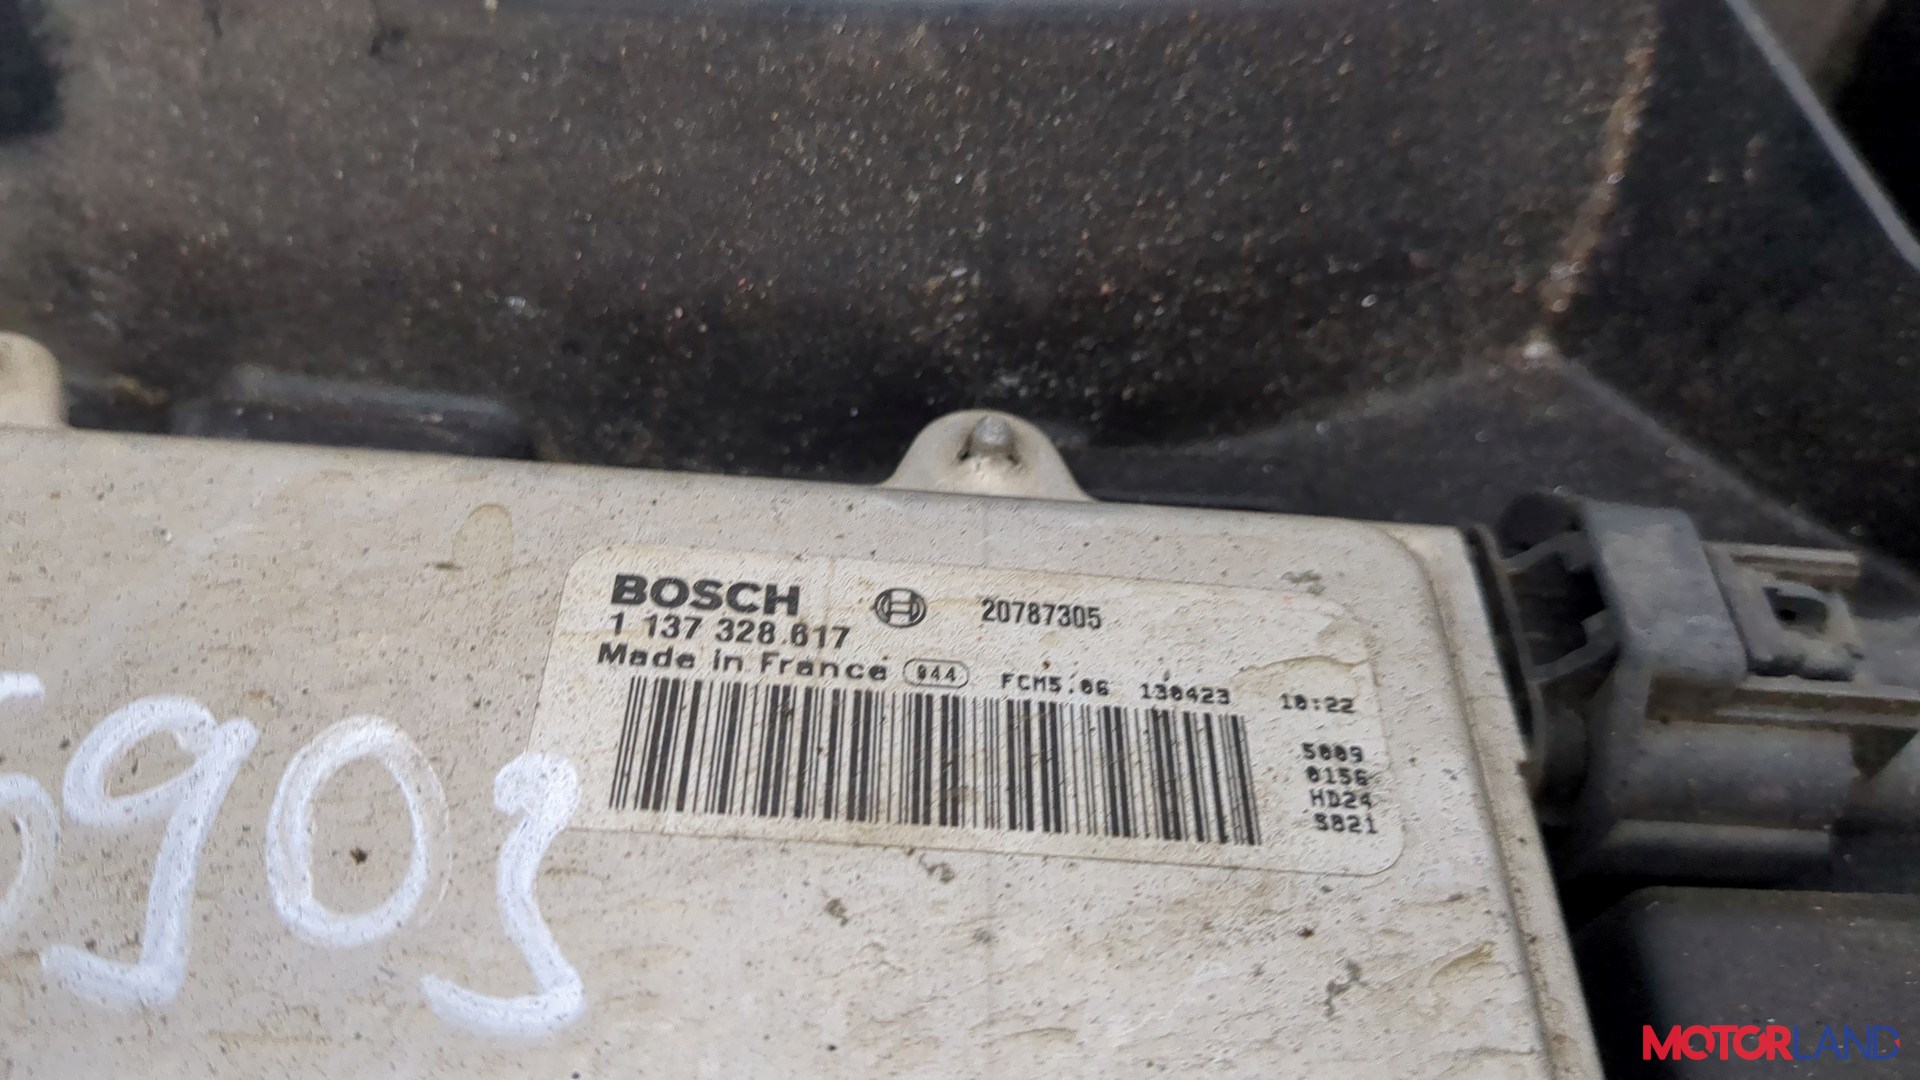 BOSCH 20787305
1 137 328.617
Made in France 944 FCM5.06 130423 10:22
5009
0156
HD24
5821
5903
MOTORLAND